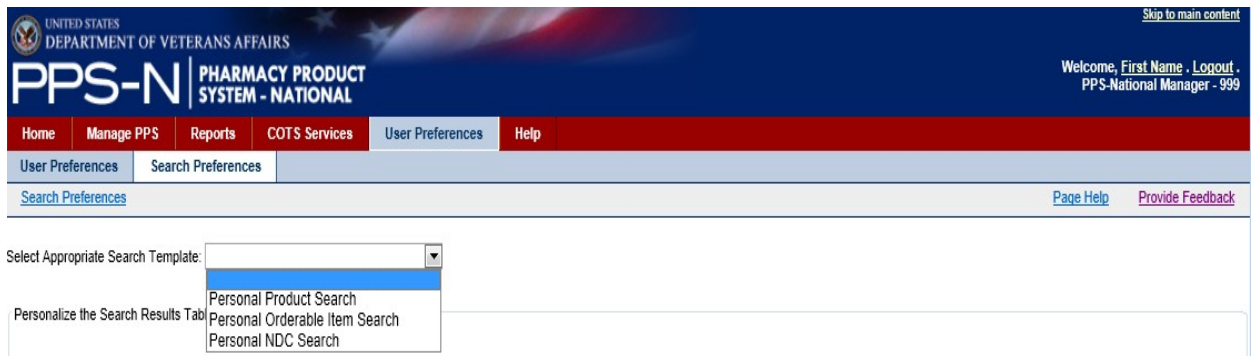 Skip to main content
UNITED STATES
DEPARTMENT OF VETERANS AFFAIRS
PPS-N PHARMACY PRODUCT
SYSTEM - NATIONAL
Welcome, First Name . Logout .
PPS-National Manager - 999
Home Manage PPS Reports COTS Services User Preferences Help
User Preferences Search Preferences
Search Preferences Page Help Provide Feedback
Select Appropriate Search Template:
Personal Product Search
Personalize the Search Results Tabl
Personal Orderable Item Search
Personal NDC Search